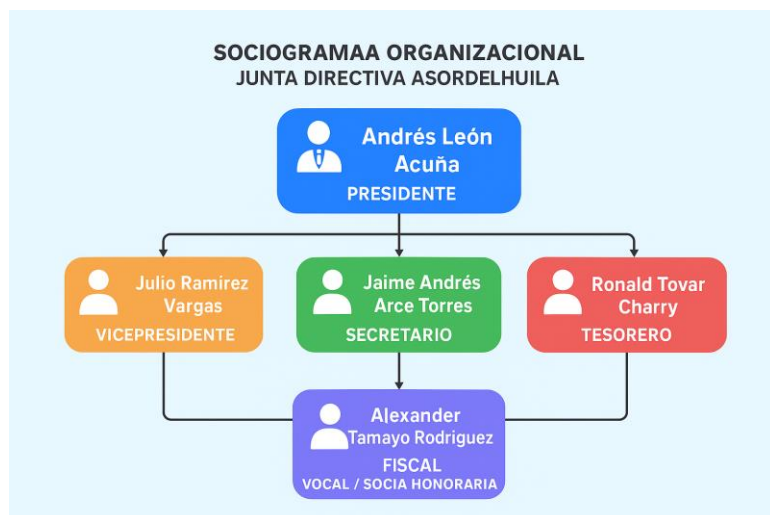 SOCIOGRAMAA ORGANIZACIONAL
JUNTA DIRECTIVA ASORDELHUILA
Andrés León
Acuña
PRESIDENTE
Julio Ramirez
Vargas
VICEPRESIDENTE
Jaime Andrés
Arce Torres
SECRETARIO
Ronald Tovar
Charry
TESORERO
Alexander
Tamayo Rodriguez
FISCAL
VOCAL / SOCIA HONORARIA